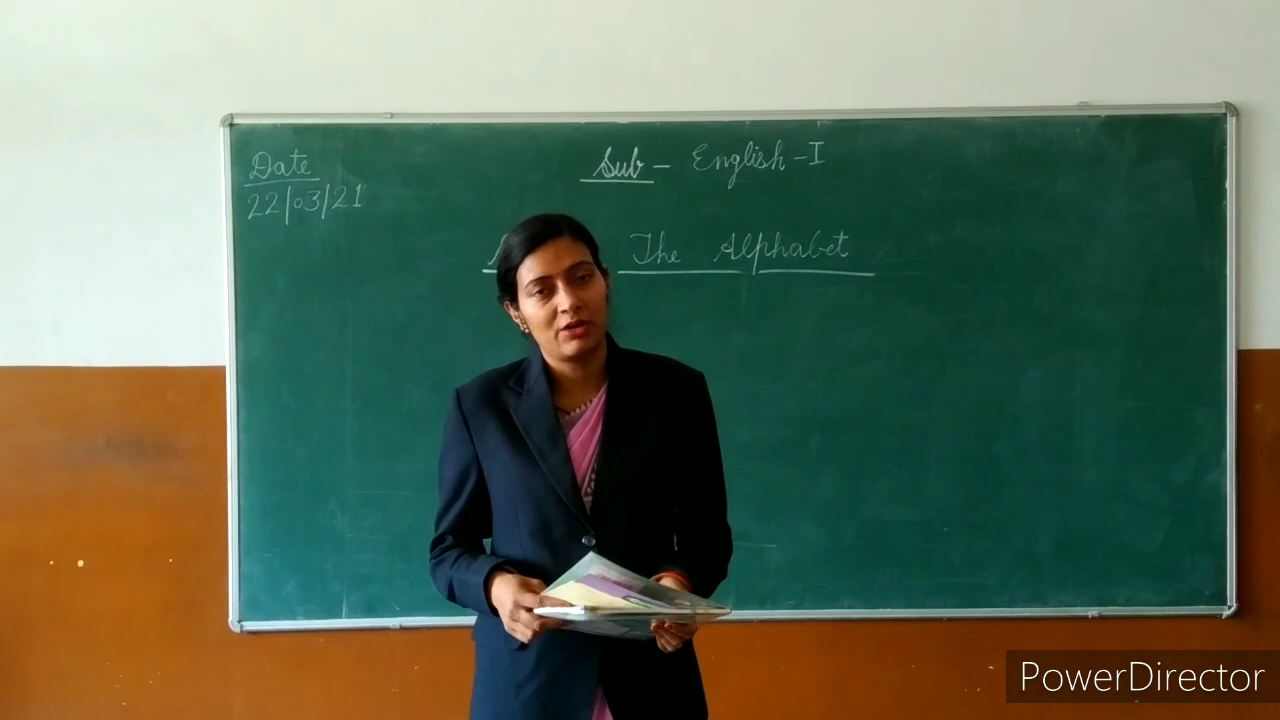 Date
22/03/21
Sub - English - I
The Alphabet
PowerDirector